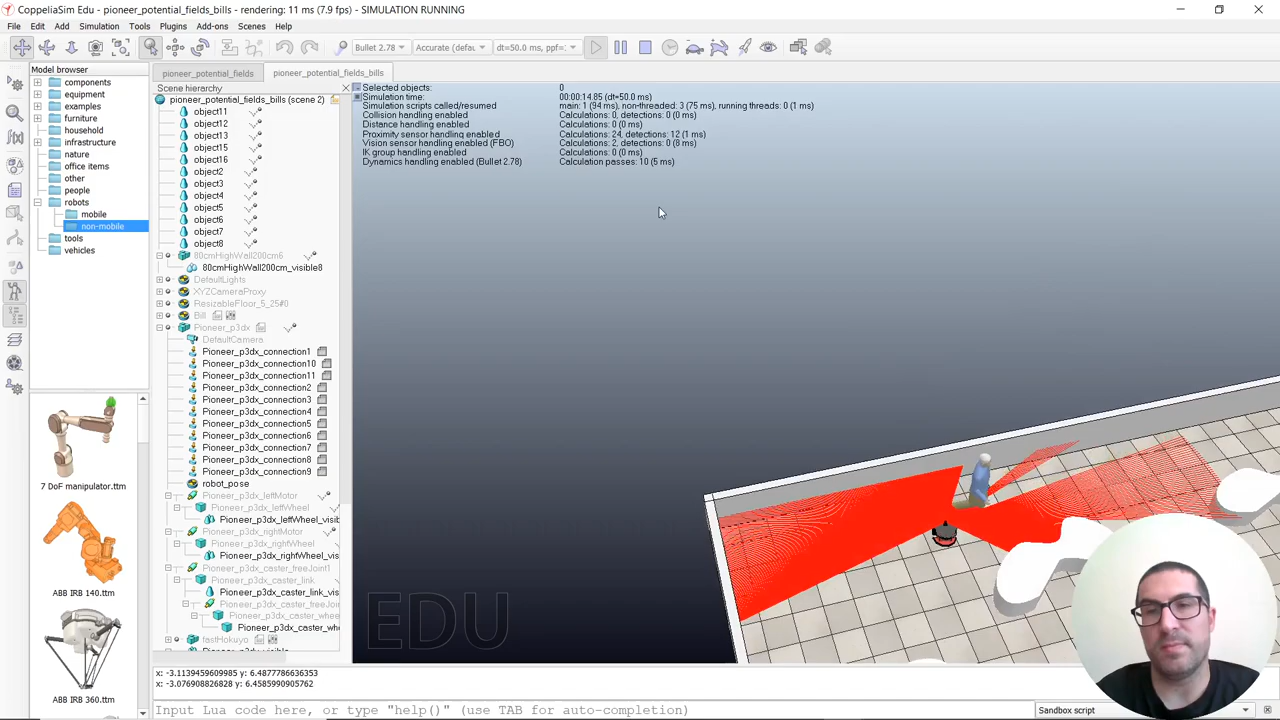 CoppeliaSim Edu - pioneer_potential_fields_bills - rendering: 11 ms (7.9 fps) - SIMULATION RUNNING
File Edit Add Simulation Tools Plugins Add-ons Scenes Help
Bullet 2.78 Accurate (defau dt=50.0 ms, ppf=
Model browser
components
equipment
examples
furniture
household
infrastructure
nature
office items
other
people
robots
mobile
non-mobile
tools
vehicles
7 DoF manipulator.ttm
ABB IRB 140.ttm
ABB IRB 360.ttm
pioneer_potential_fields pioneer_potential_fields_bills
Scene hierarchy
pioneer_potential_fields_bills (scene 2)
object11
object12
object13
object15
object16
object2
object3
object4
object5
object6
object7
object8
80cmHighWall200cm6
80cmHighWall200cm_visible8
DefaultLights
XYZCameraProxy
ResizableFloor_5_25#0
Bill
Pioneer_p3dx
DefaultCamera
Pioneer_p3dx_connection1
Pioneer_p3dx_connection10
Pioneer_p3dx_connection11
Pioneer_p3dx_connection2
Pioneer_p3dx_connection3
Pioneer_p3dx_connection4
Pioneer_p3dx_connection5
Pioneer_p3dx_connection6
Pioneer_p3dx_connection7
Pioneer_p3dx_connection8
Pioneer_p3dx_connection9
robot_pose
Pioneer_p3dx_leftMotor
Pioneer_p3dx_leftWheel
Pioneer_p3dx_leftWheel_visib
Pioneer_p3dx_rightMotor
Pioneer_p3dx_rightWheel
Pioneer_p3dx_rightWheel_vis
Pioneer_p3dx_caster_freeJoint1
Pioneer_p3dx_caster_link
Pioneer_p3dx_caster_link_vis
Pioneer_p3dx_caster_freeJoi
Pioneer_p3dx_caster_whee
Pioneer_p3dx_caster_whe
fastHokuyo
Selected objects: 0
Simulation time: 00:00:14.85 (dt=50.0 ms)
Simulation scripts called/resumed main: 1 (94 ms), non-threaded: 3 (75 ms), running threads: 0 (1 ms)
Collision handling enabled Calculations: 0, detections: 0 (0 ms)
Distance handling enabled Calculations: 0 (0 ms)
Proximity sensor handling enabled Calculations: 24, detections: 12 (1 ms)
Vision sensor handling enabled (FBO) Calculations: 2, detections: 0 (8 ms)
IK group handling enabled Calculations: 0 (0 ms)
Dynamics handling enabled (Bullet 2.78) Calculation passes: 10 (5 ms)
EDU
x: -3.1139459609985 y: 6.4877786636353
x: -3.076908826828 y: 6.4585990905762
Input Lua code here, or type "help()" (use TAB for auto-completion)
Sandbox script